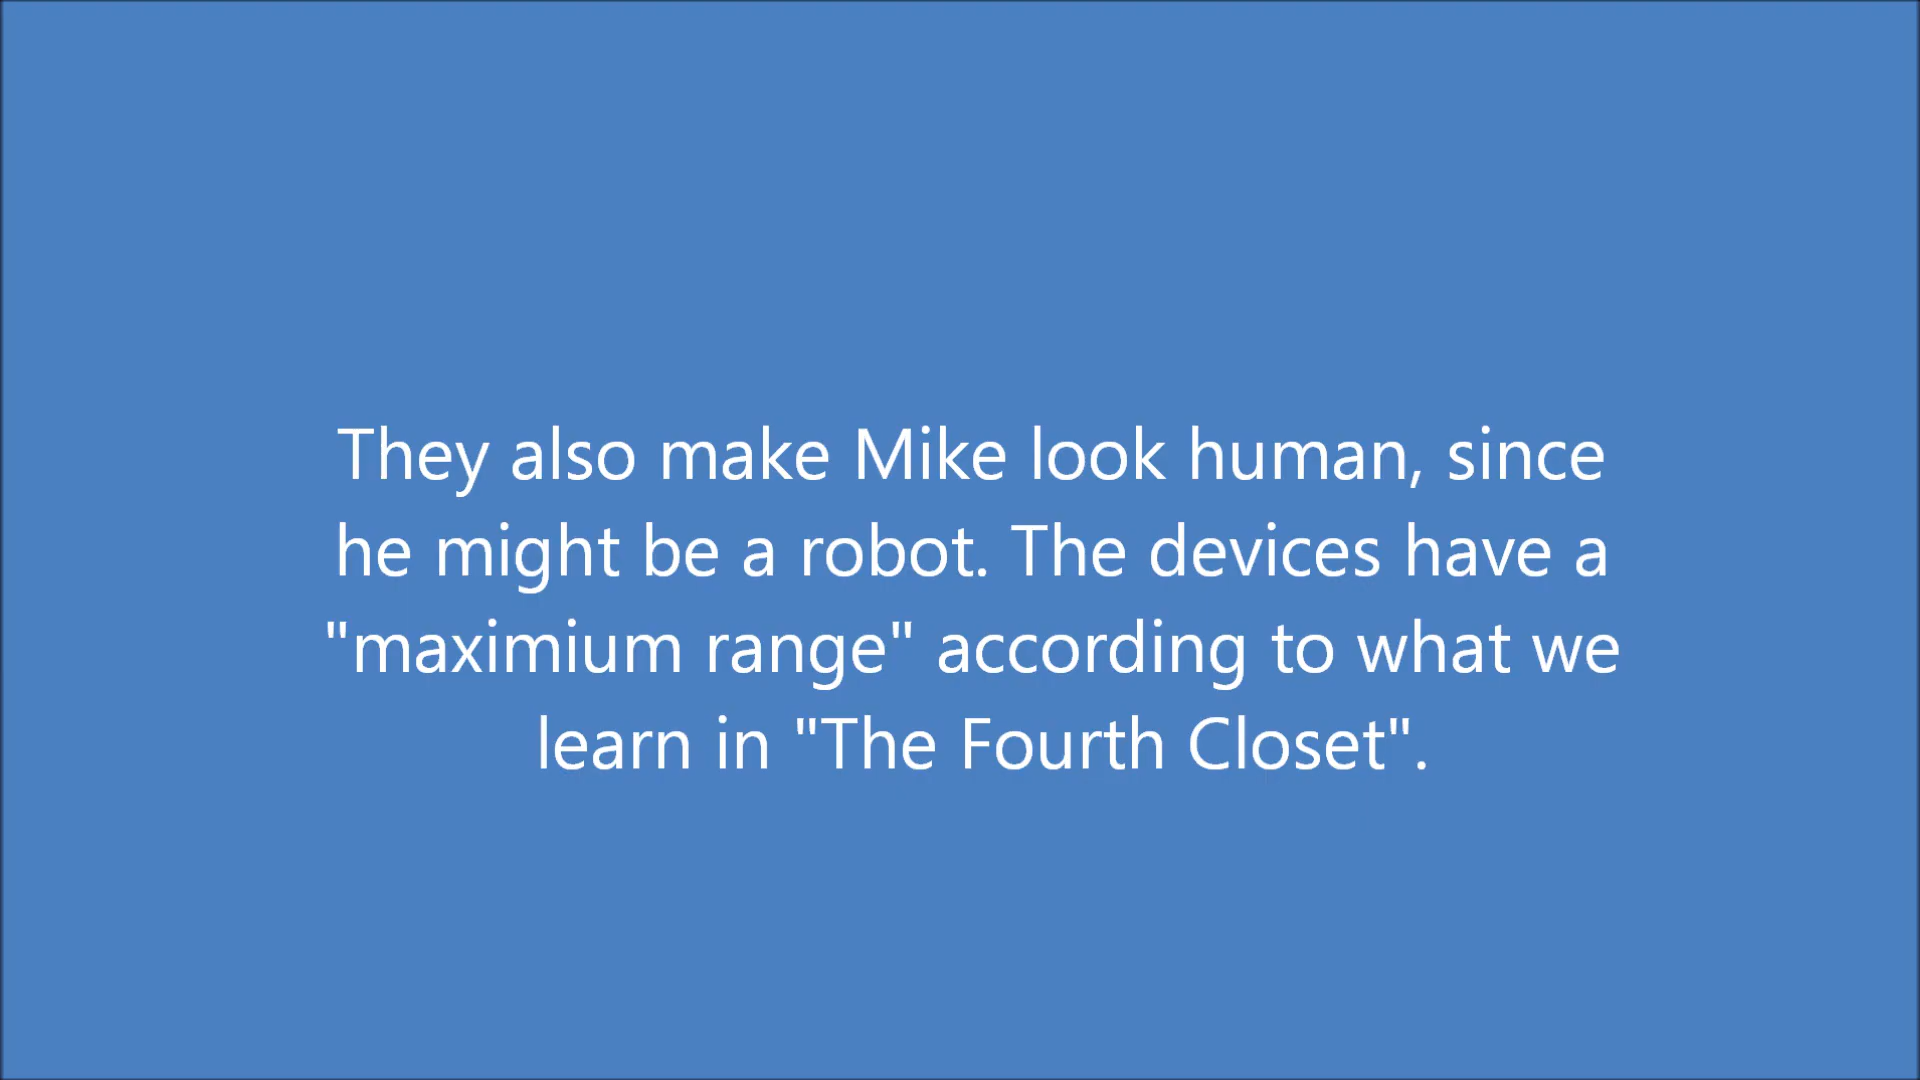 They also make Mike look human, since
he might be a robot. The devices have a
"maximium range" according to what we
learn in "The Fourth Closet".